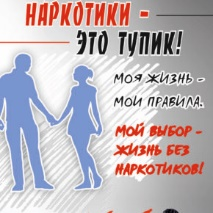 НАРКОТИКИ -
ЭТО ТУПИК!
МОЯ ЖИЗНЬ -
МОИ ПРАВИЛА.
МОЙ ВЫБОР -
ЖИЗНЬ БЕЗ
НАРКОТИКОВ!